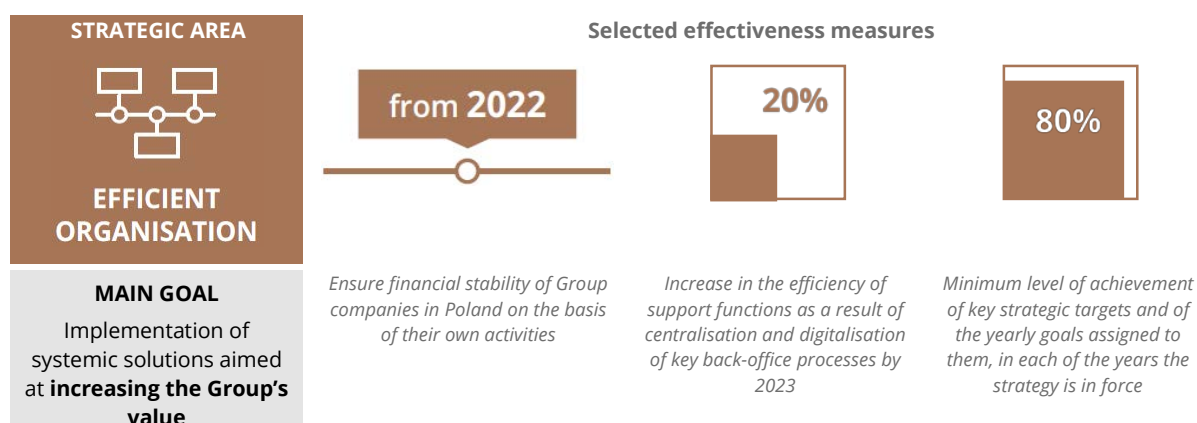 STRATEGIC AREA
EFFICIENT
ORGANISATION
MAIN GOAL
Implementation of
systemic solutions aimed
at increasing the Group's
value
Selected effectiveness measures
from 2022
Ensure financial stability of Group
companies in Poland on the basis
of their own activities
20%
Increase in the efficiency of
support functions as a result of
centralisation and digitalisation
of key back-office processes by
2023
80%
Minimum level of achievement
of key strategic targets and of
the yearly goals assigned to
them, in each of the years the
strategy is in force